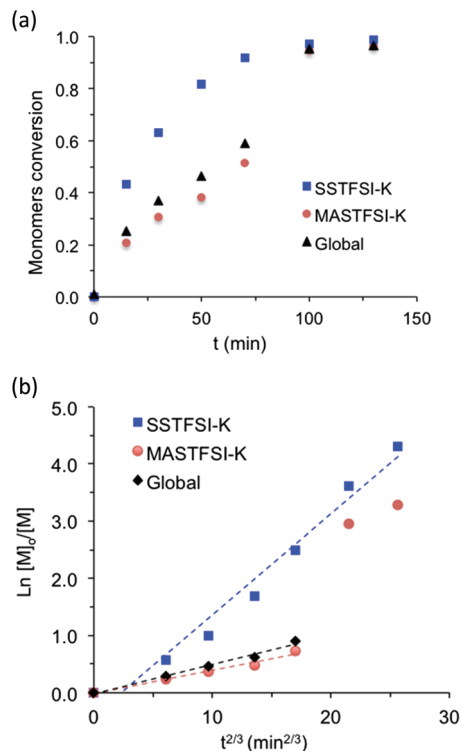 (a)
1.0
0.8
0.6
0.4
0.2
0.0
Monomers conversion
SSTFSI-K
MASTFSI-K
Global
0
50
100
150
t (min)
(b)
5.0
4.0
3.0
2.0
1.0
0.0
Ln [M]o/[M]
SSTFSI-K
MASTFSI-K
Global
0
10
20
30
t2/3 (min2/3)